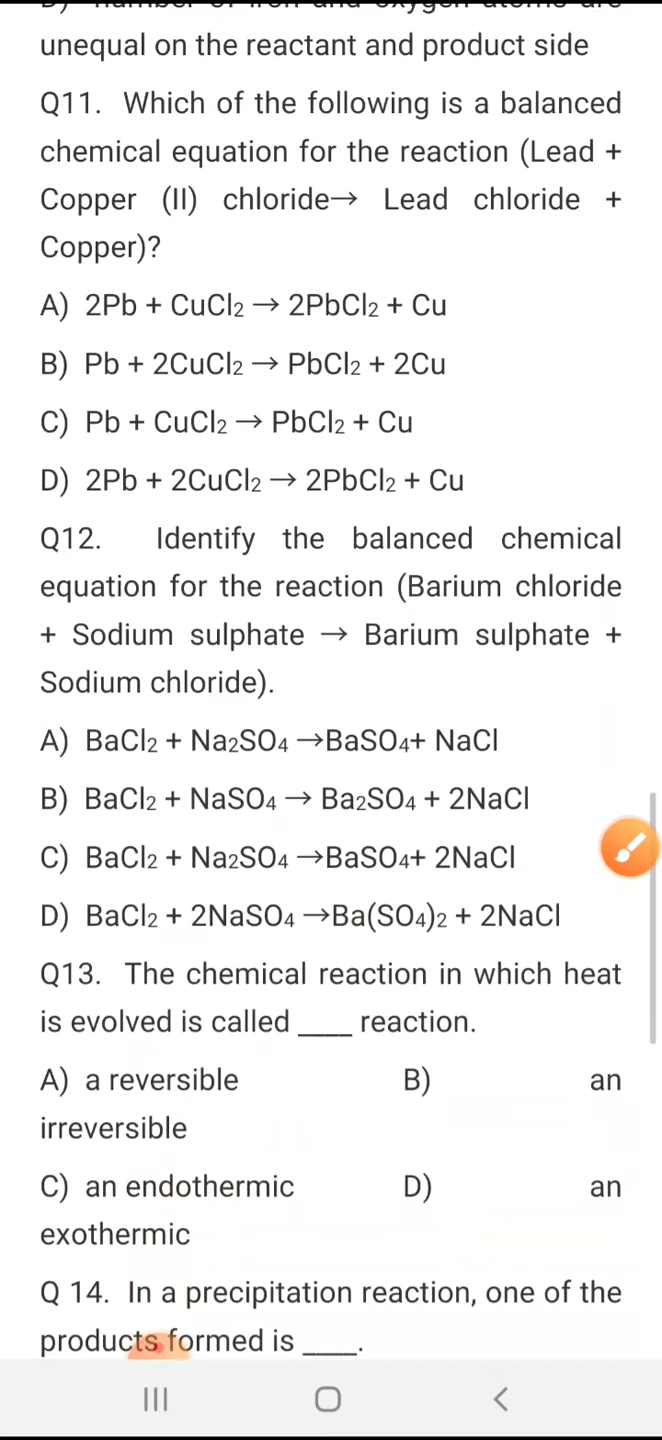 unequal on the reactant and product side
Q11. Which of the following is a balanced
chemical equation for the reaction (Lead +
Copper (II) chloride→ Lead chloride +
Copper)?
A) 2Pb + CuCl₂ → 2PbCl₂ + Cu
B) Pb + 2CuCl₂ → PbCl₂ + 2Cu
C) Pb + CuCl₂ → PbCl₂ + Cu
D) 2Pb + 2CuCl₂ → 2PbCl₂ + Cu
Q12. Identify the balanced chemical
equation for the reaction (Barium chloride
+ Sodium sulphate → Barium sulphate +
Sodium chloride).
A) BaCl₂ + Na₂SO₄ →BaSO₄+ NaCl
B) BaCl₂ + NaSO₄ → Ba₂SO₄ + 2NaCl
C) BaCl₂ + Na₂SO₄ →BaSO₄+ 2NaCl
D) BaCl₂ + 2NaSO₄ →Ba(SO₄)₂ + 2NaCl
Q13. The chemical reaction in which heat
is evolved is called ____ reaction.
A) a reversible B) an
irreversible
C) an endothermic D) an
exothermic
Q 14. In a precipitation reaction, one of the
products formed is ____.